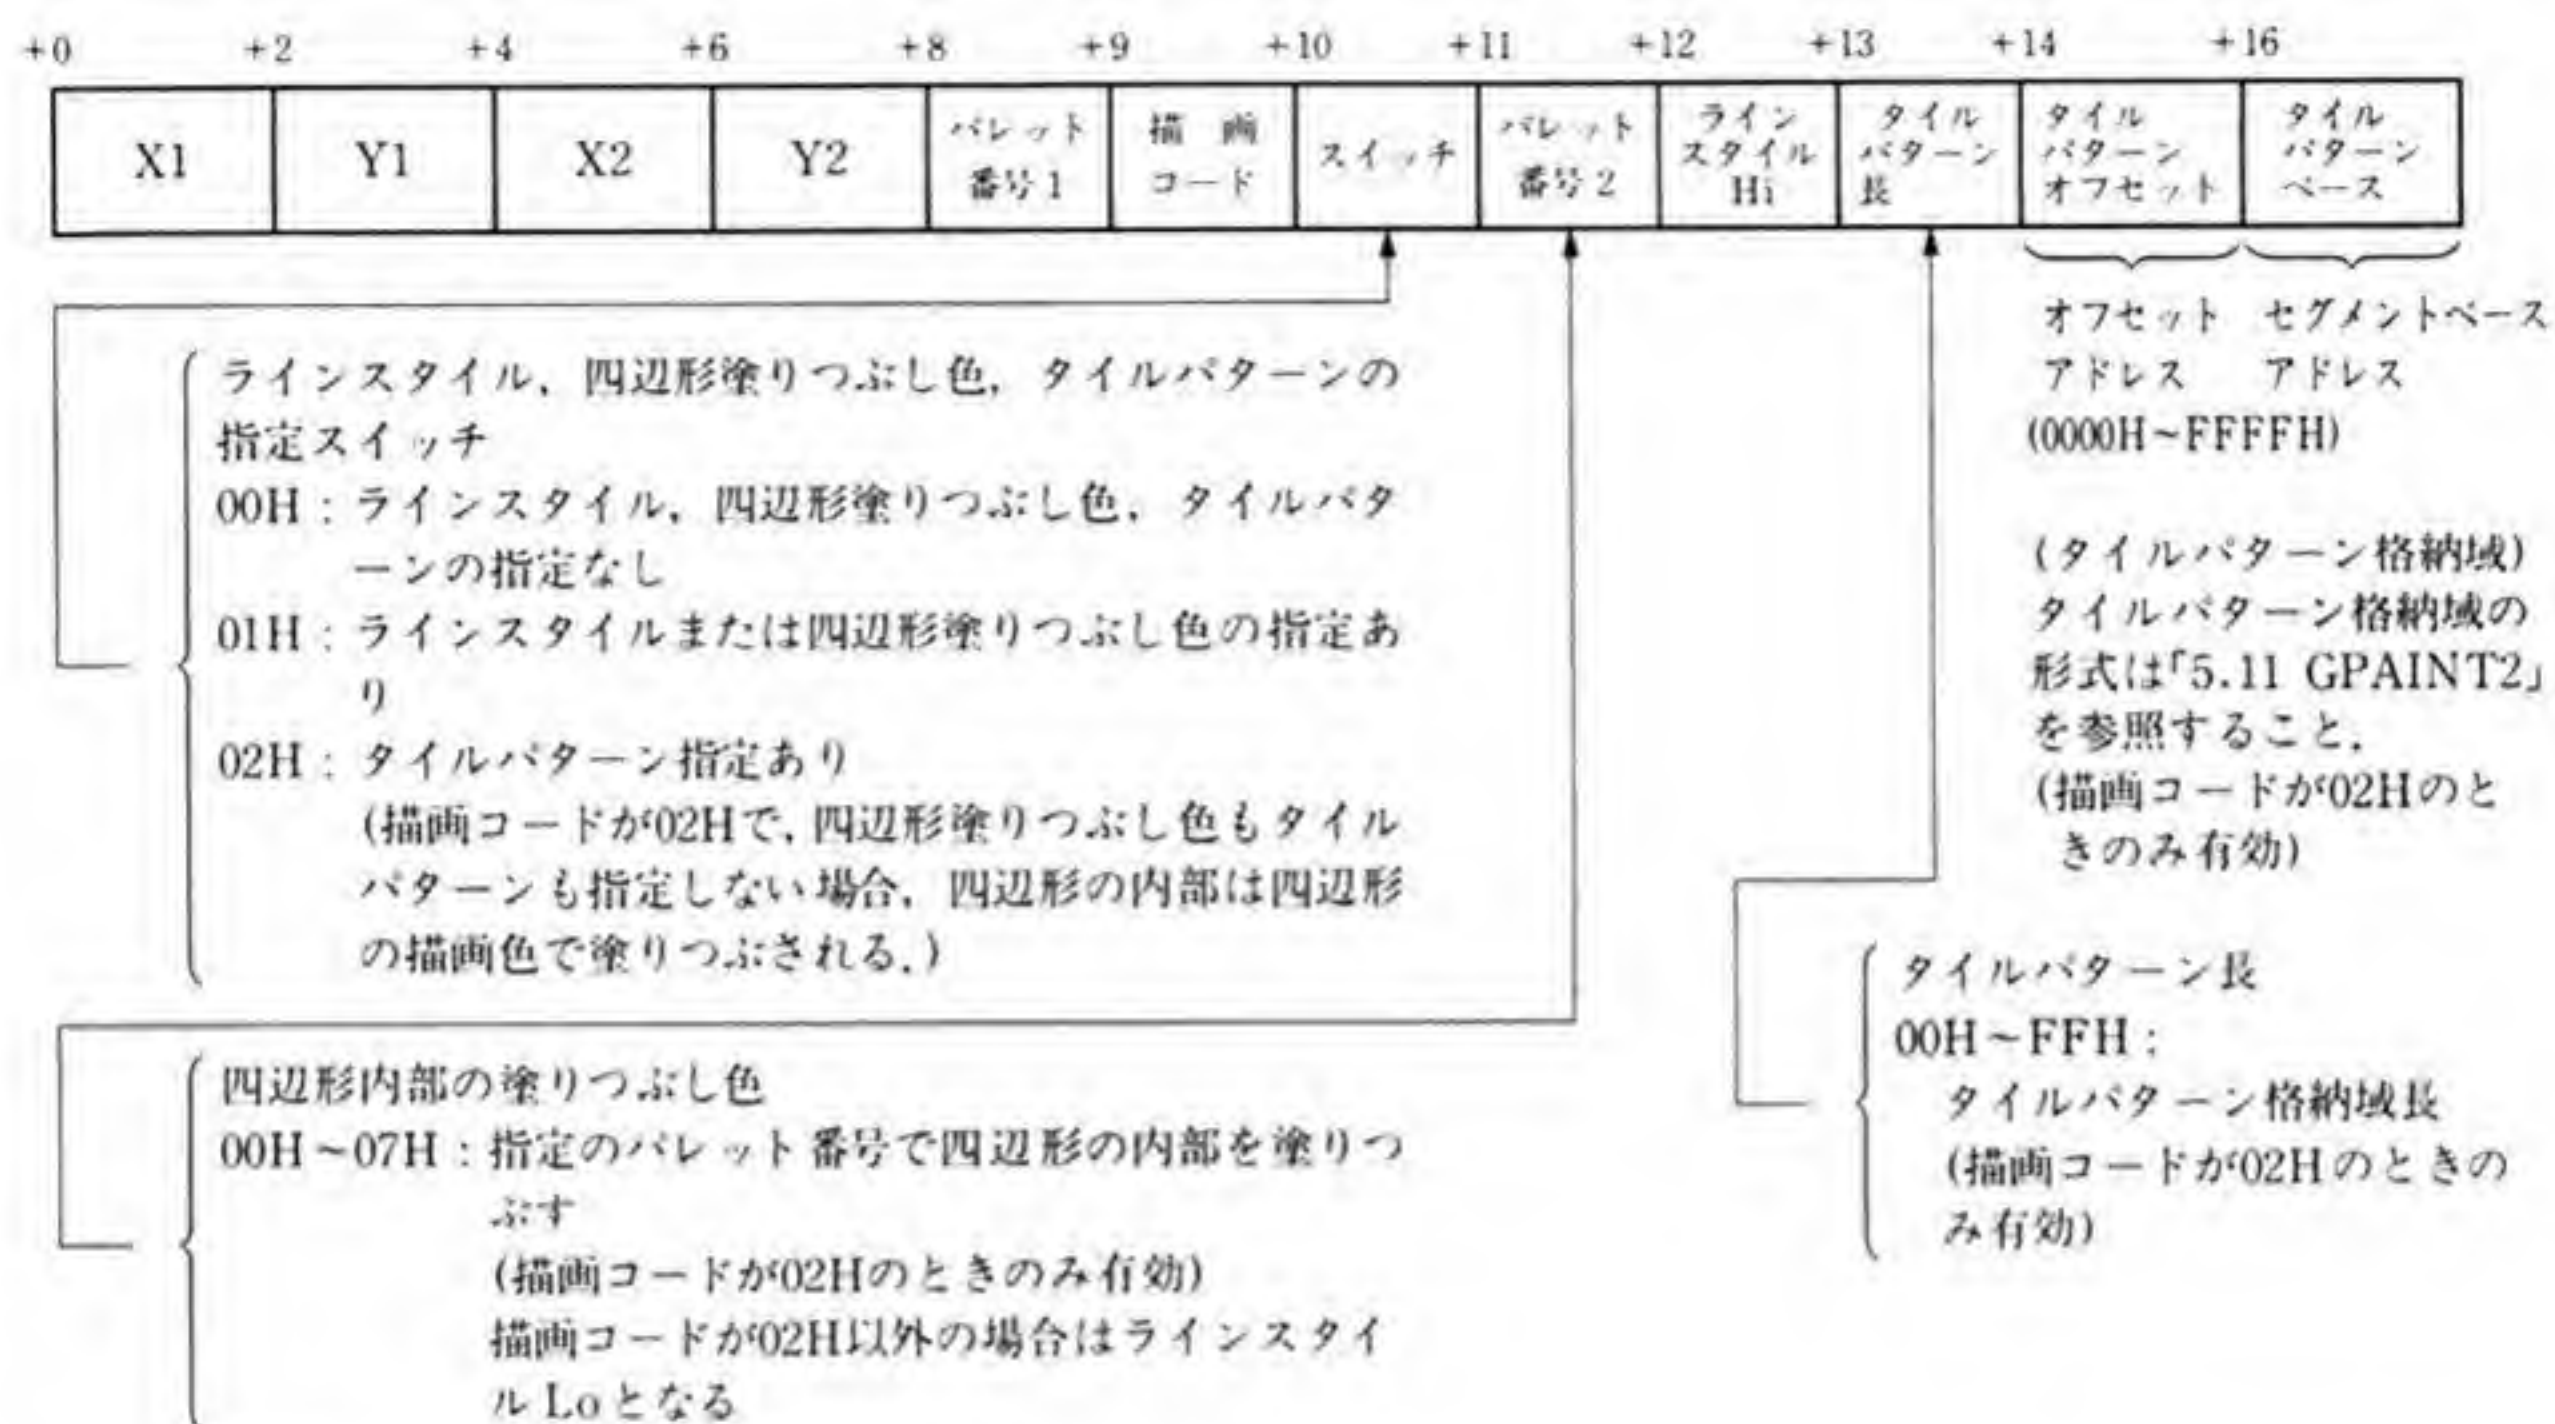 +0 +2 +4 +6 +8 +9 +10 +11 +12 +13 +14 +16
X1 Y1 X2 Y2 パレット番号1 描画コード スイッチ パレット番号2 ラインスタイルHi タイルパターン長 タイルパターンオフセット タイルパターンベース
ラインスタイル,四辺形塗りつぶし色,タイルパターンの
指定スイッチ
00H:ラインスタイル,四辺形塗りつぶし色,タイルパタ
ーンの指定なし
01H:ラインスタイルまたは四辺形塗りつぶし色の指定あ
り
02H:タイルパターン指定あり
(描画コードが02Hで,四辺形塗りつぶし色もタイル
パターンも指定しない場合,四辺形の内部は四辺形
の描画色で塗りつぶされる.)
四辺形内部の塗りつぶし色
00H~07H:指定のパレット番号で四辺形の内部を塗りつ
ぶす
(描画コードが02Hのときのみ有効)
描画コードが02H以外の場合はラインスタイ
ルLoとなる
オフセット セグメントベース
アドレス アドレス
(0000H~FFFFH)
(タイルパターン格納域)
タイルパターン格納域の
形式は「5.11 GPAINT2」
を参照すること.
(描画コードが02Hのと
きのみ有効)
タイルパターン長
00H~FFH:
タイルパターン格納域長
(描画コードが02Hのときの
み有効)